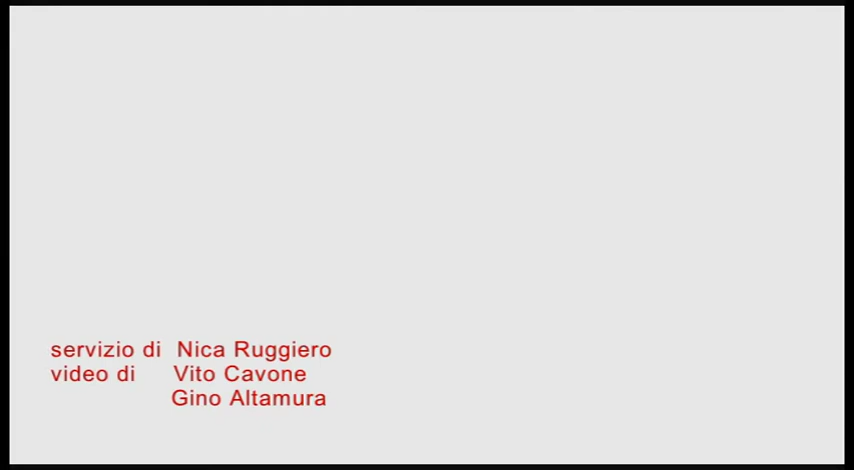 servizio di Nica Ruggiero
video di Vito Cavone
Gino Altamura